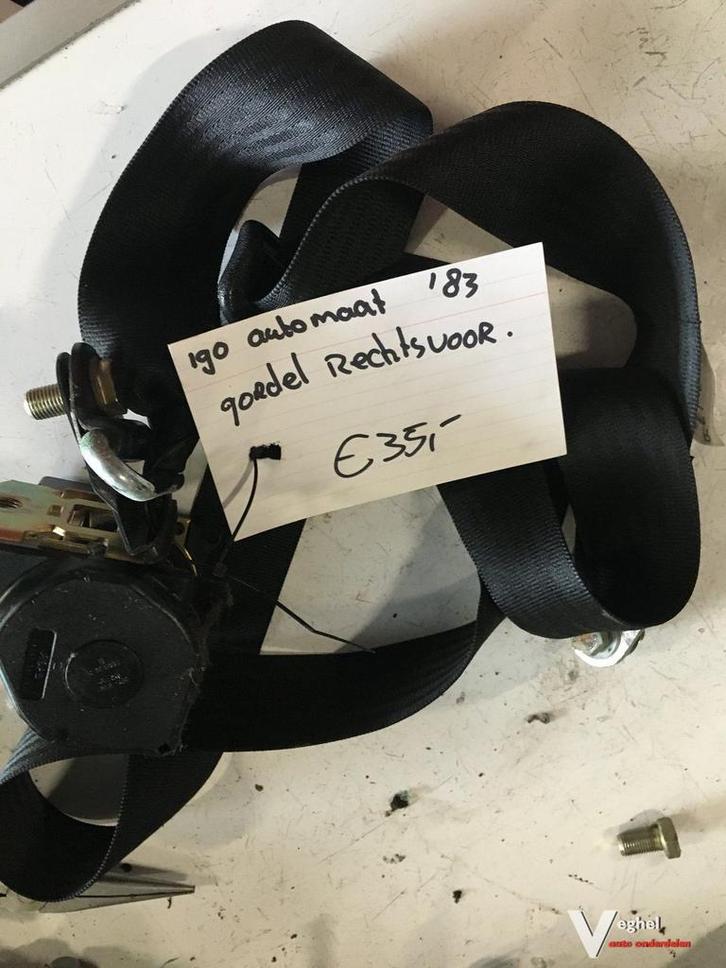 190 automaat '83
gordel Rechtsvoor.
€35,-
Veghel
auto onderdelen